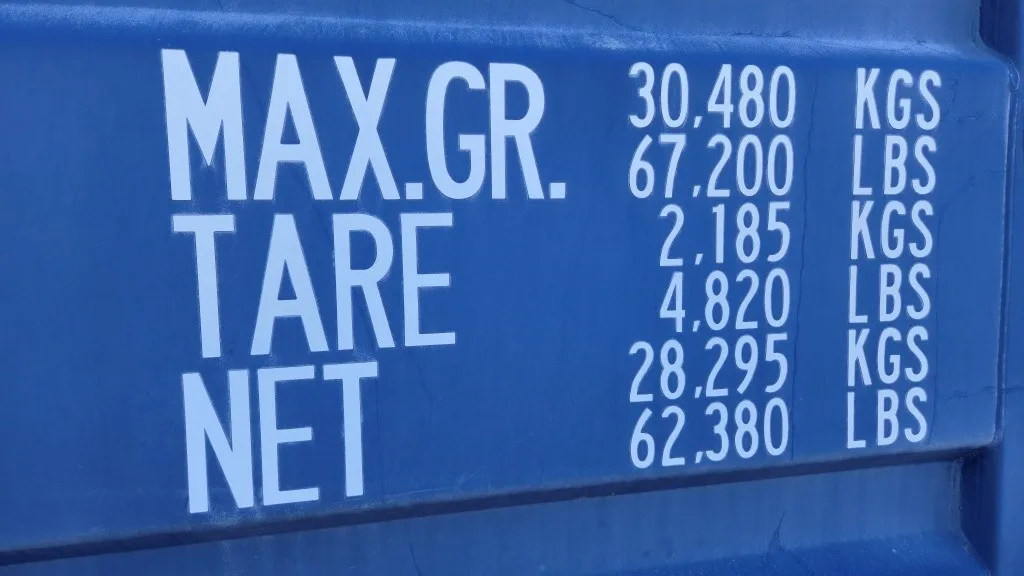 MAX.GR. 30,480 KGS
67,200 LBS
TARE 2,185 KGS
4,820 LBS
NET 28,295 KGS
62,380 LBS